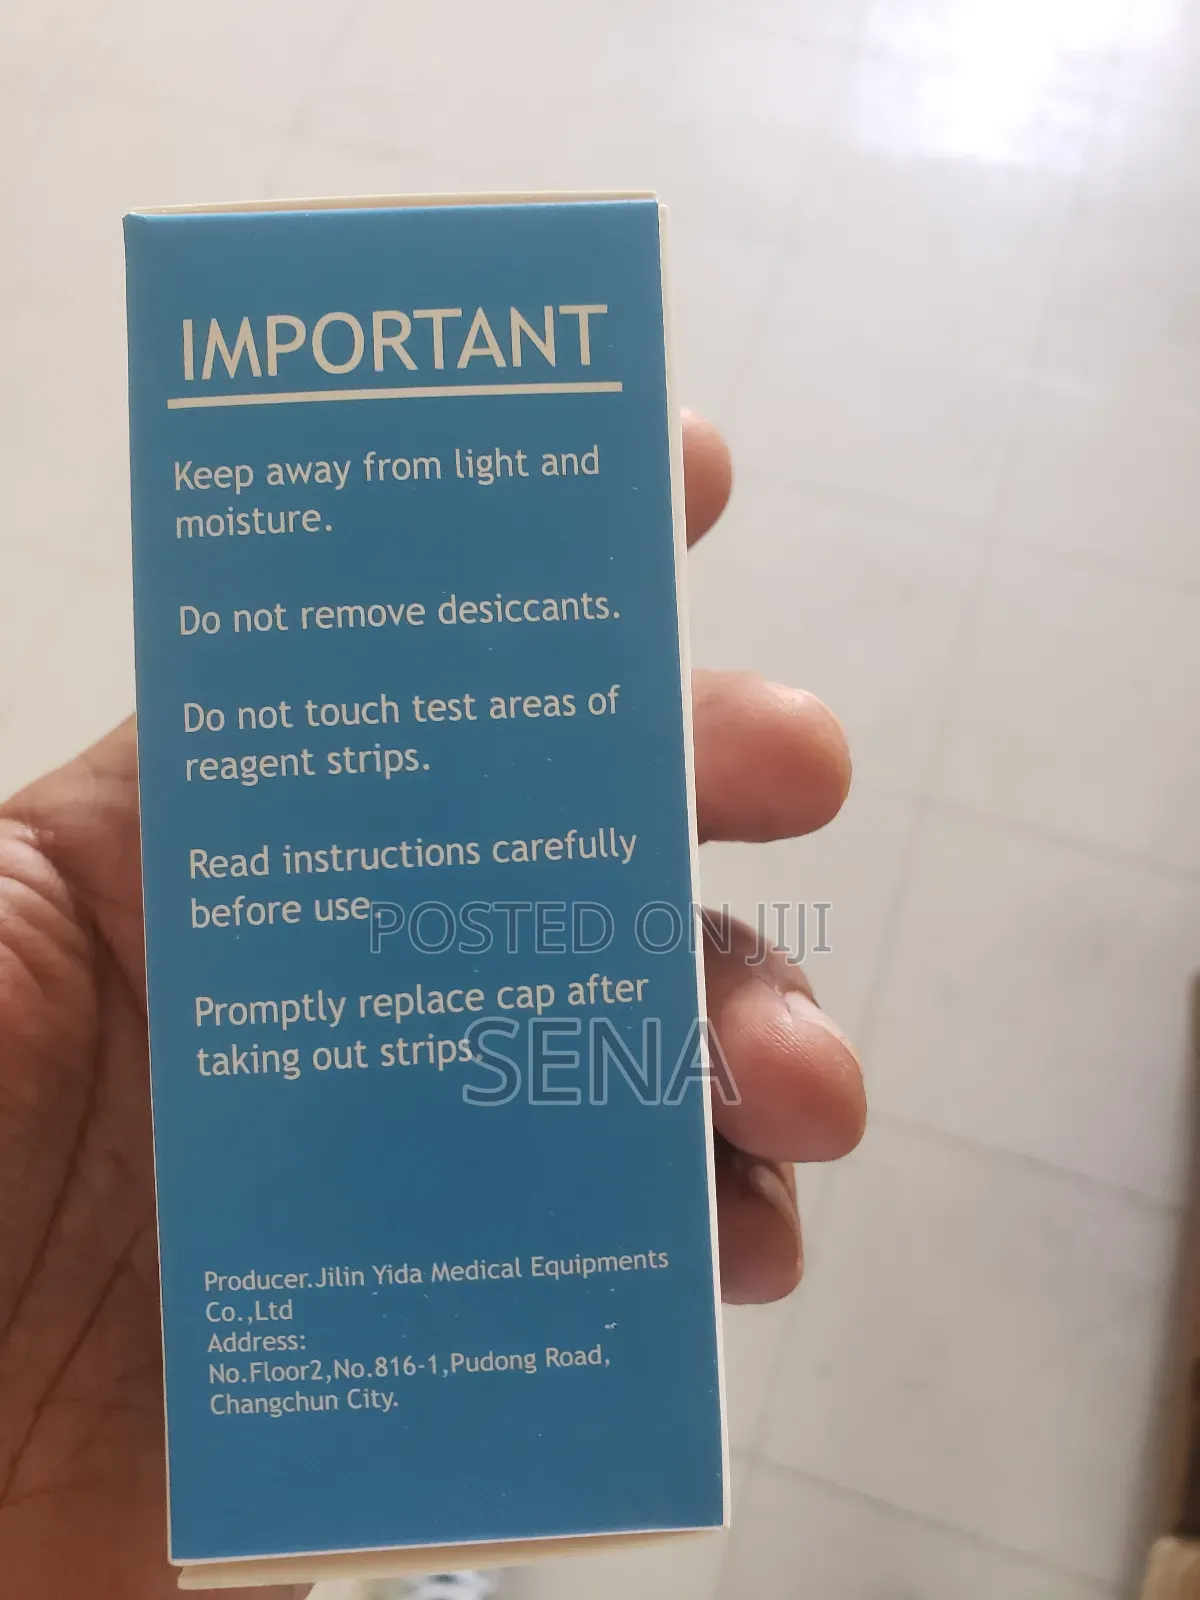 IMPORTANT
Keep away from light and
moisture.
Do not remove desiccants.
Do not touch test areas of
reagent strips.
Read instructions carefully
before use.
POSTED ON JIJI
Promptly replace cap after
SENA
taking out strips.
Producer.Jilin Yida Medical Equipments
Co.,Ltd
Address:
No.Floor2,No.816-1,Pudong Road,
Changchun City.